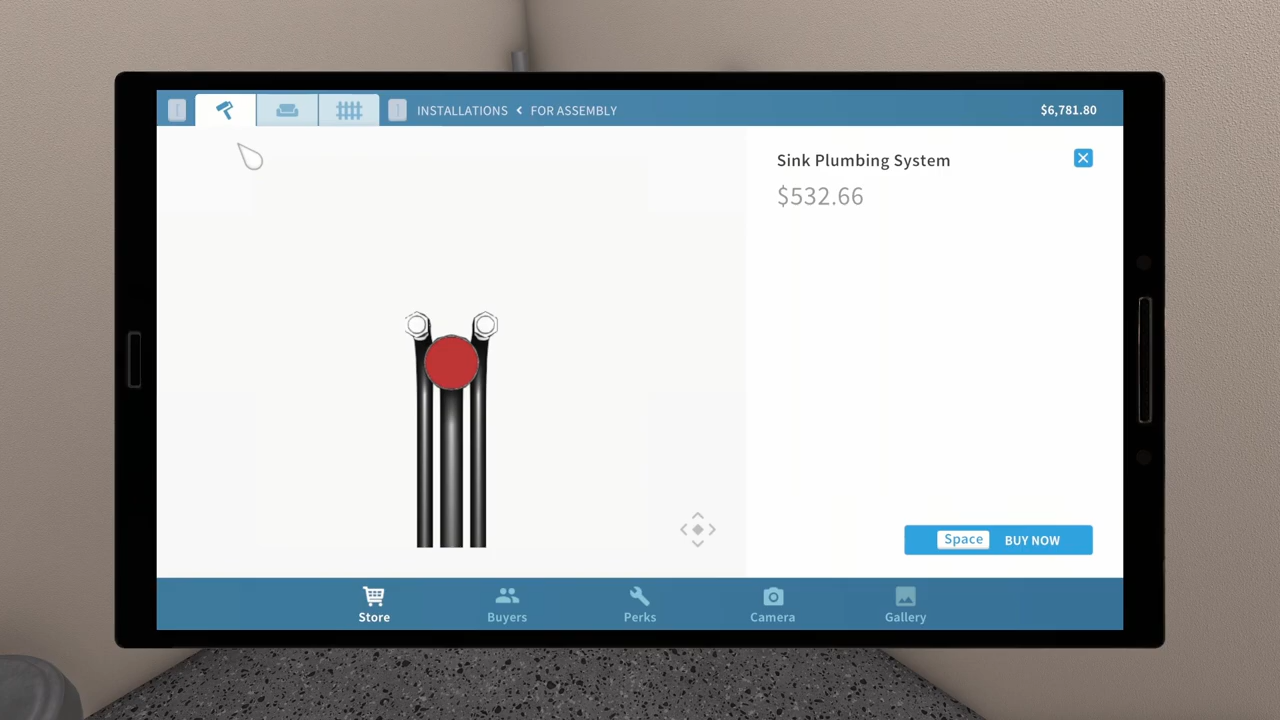 INSTALLATIONS < FOR ASSEMBLY
$6,781.80
Sink Plumbing System
$532.66
Space BUY NOW
Store
Buyers
Perks
Camera
Gallery